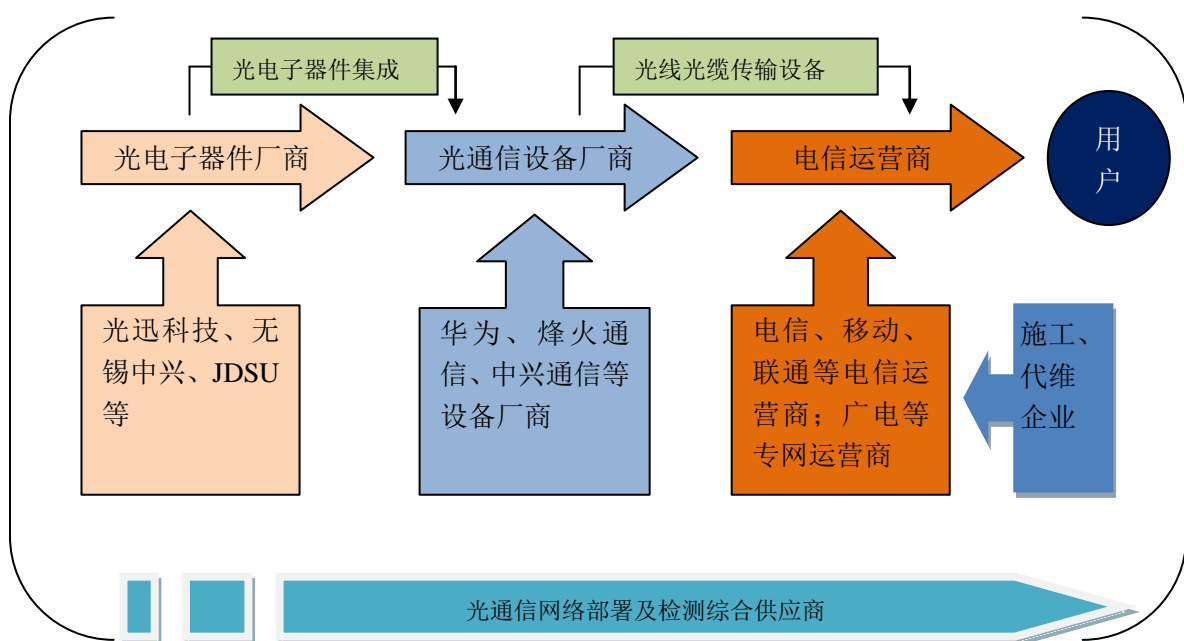 光电子器件集成
光线光缆传输设备
光电子器件厂商
光通信设备厂商
电信运营商
用
户
光迅科技、无
锡中兴、JDSU
等
华为、烽火通
信、中兴通信等
设备厂商
电信、移动、
联通等电信运
营商；广电等
专网运营商
施工、
代维
企业
光通信网络部署及检测综合供应商